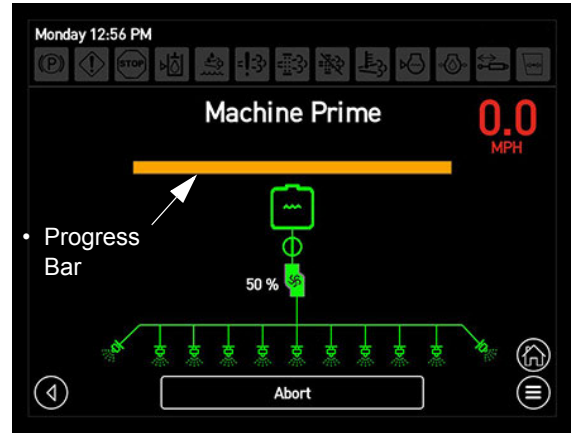 Monday 12:56 PM
P
STOP
Machine Prime
0.0
MPH
• Progress
Bar
50 %
Abort